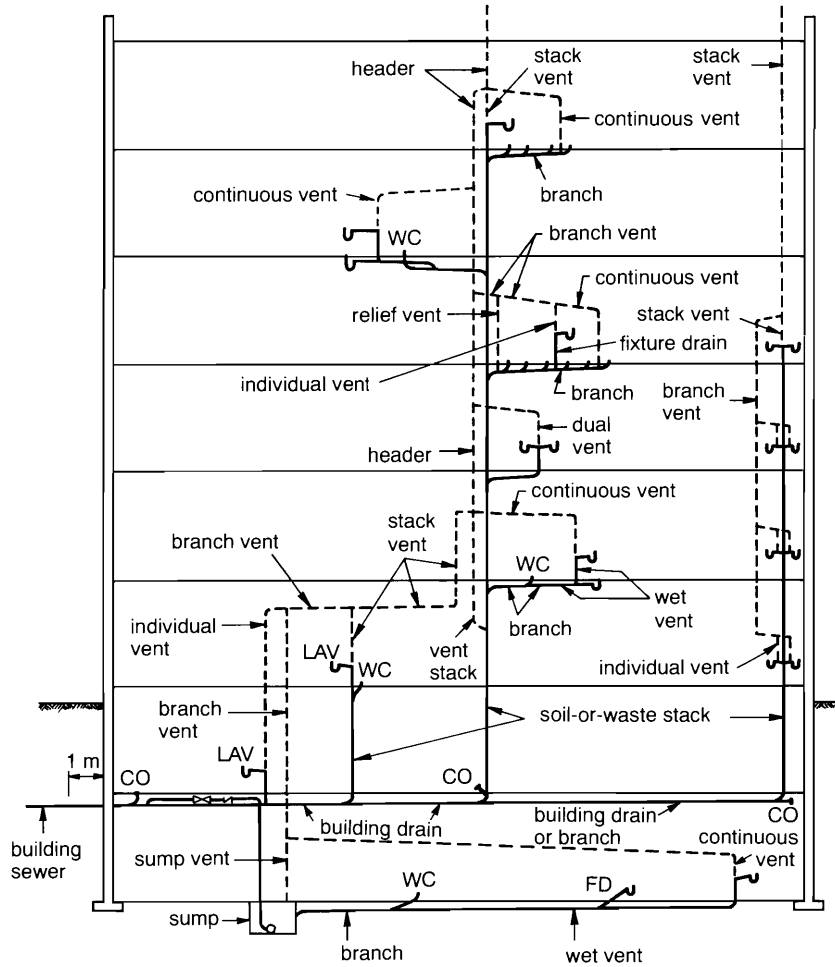 stack
vent
stack
vent
header
continuous vent
branch
continuous vent
WC
branch vent
continuous vent
relief vent
stack vent
fixture drain
individual vent
branch
branch
vent
dual
vent
header
continuous vent
stack
vent
branch vent
WC
wet
vent
branch
individual
vent
vent
stack
LAV
WC
individual vent
branch
vent
soil-or-waste stack
1 m
LAV
CO
CO
CO
building drain
building drain
or branch
building
sewer
sump vent
continuous
vent
WC
FD
sump
branch
wet vent